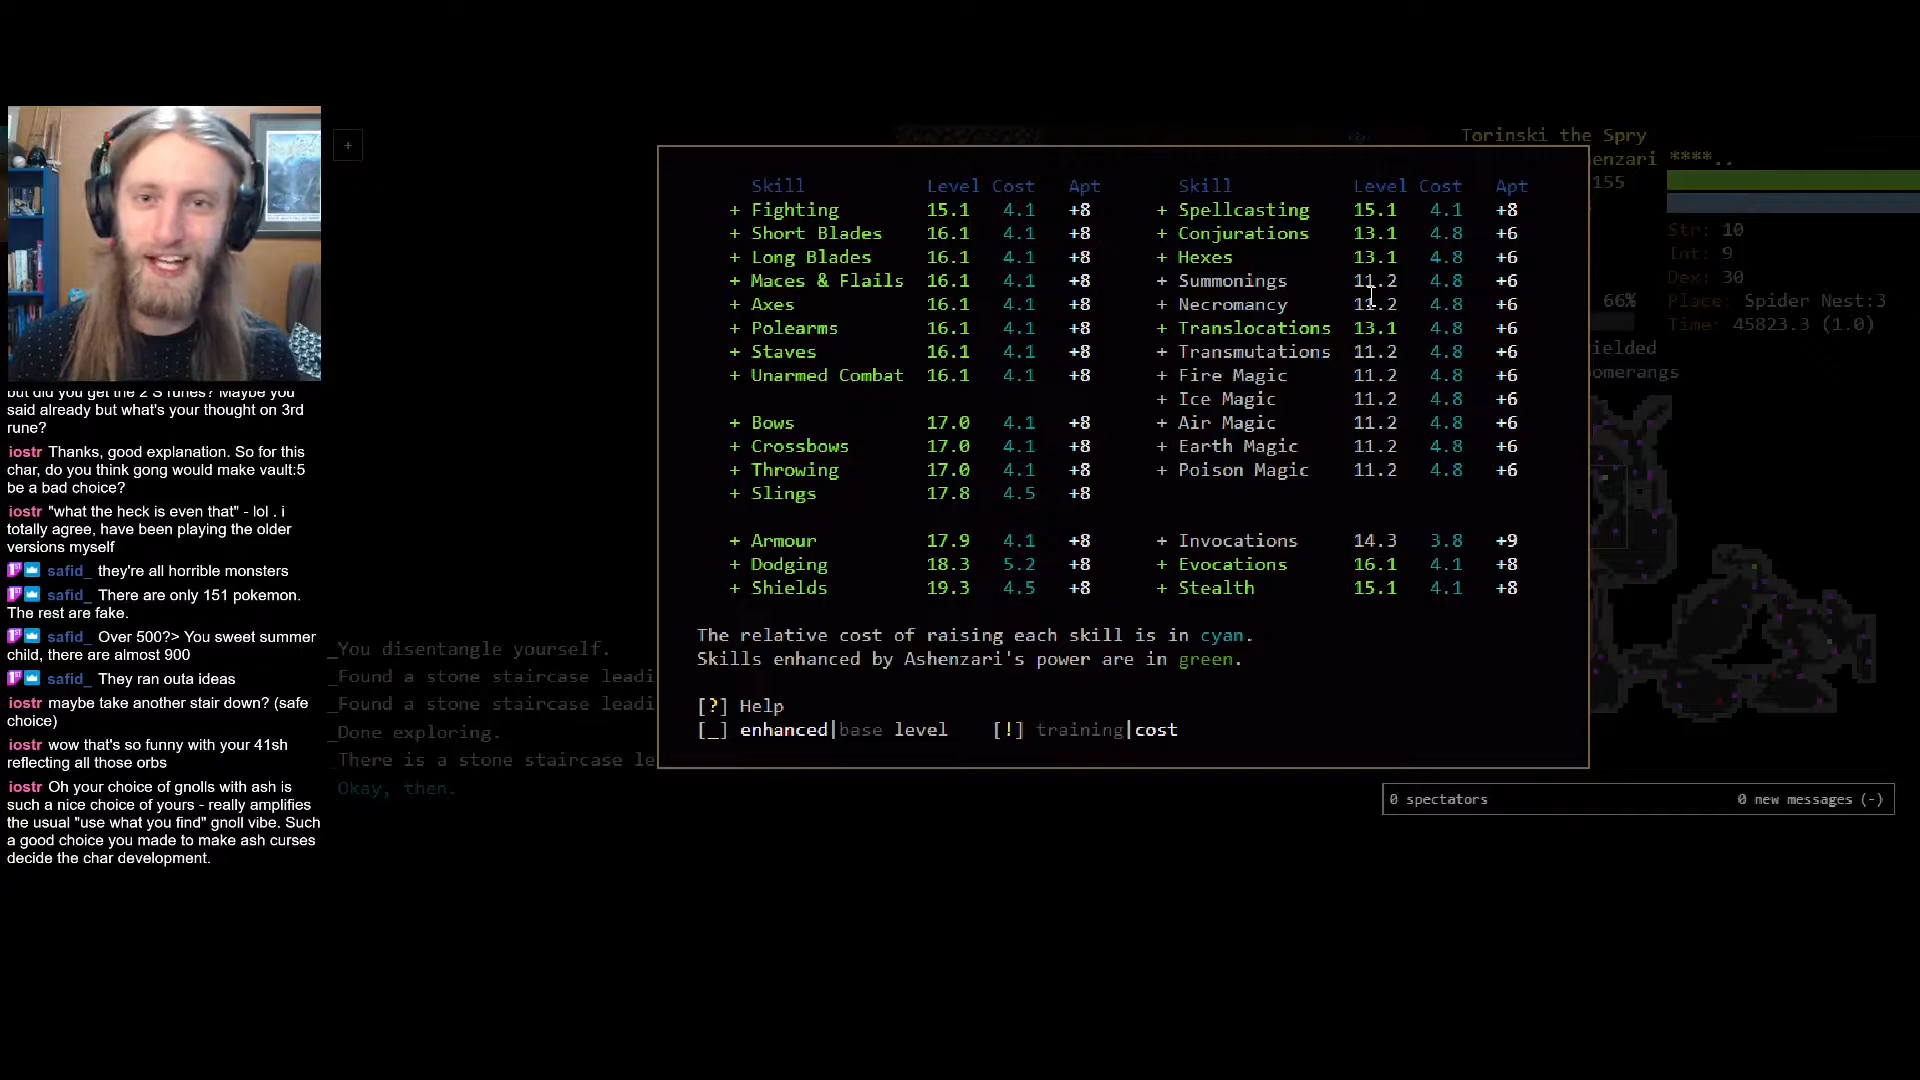 but did you get the 2 S runes? Maybe you
said already but what's your thought on 3rd
rune?
iostr Thanks, good explanation. So for this
char, do you think gong would make vault:5
be a bad choice?
iostr "what the heck is even that" - lol . i
totally agree, have been playing the older
versions myself
safid_ they're all horrible monsters
safid_ There are only 151 pokemon.
The rest are fake.
safid_ Over 500?> You sweet summer
child, there are almost 900
safid_ They ran outa ideas
iostr maybe take another stair down? (safe
choice)
iostr wow that's so funny with your 41sh
reflecting all those orbs
iostr Oh your choice of gnolls with ash is
such a nice choice of yours - really amplifies
the usual "use what you find" gnoll vibe. Such
a good choice you made to make ash curses
decide the char development.
+
_You disentangle yourself.
_Found a stone staircase leadi
_Found a stone staircase leadi
_Done exploring.
_There is a stone staircase le
Okay, then.
Skill Level Cost Apt
+ Fighting 15.1 4.1 +8
+ Short Blades 16.1 4.1 +8
+ Long Blades 16.1 4.1 +8
+ Maces & Flails 16.1 4.1 +8
+ Axes 16.1 4.1 +8
+ Polearms 16.1 4.1 +8
+ Staves 16.1 4.1 +8
+ Unarmed Combat 16.1 4.1 +8
+ Bows 17.0 4.1 +8
+ Crossbows 17.0 4.1 +8
+ Throwing 17.0 4.1 +8
+ Slings 17.8 4.5 +8
+ Armour 17.9 4.1 +8
+ Dodging 18.3 5.2 +8
+ Shields 19.3 4.5 +8
Skill Level Cost Apt
+ Spellcasting 15.1 4.1 +8
+ Conjurations 13.1 4.8 +6
+ Hexes 13.1 4.8 +6
+ Summonings 11.2 4.8 +6
+ Necromancy 11.2 4.8 +6
+ Translocations 13.1 4.8 +6
+ Transmutations 11.2 4.8 +6
+ Fire Magic 11.2 4.8 +6
+ Ice Magic 11.2 4.8 +6
+ Air Magic 11.2 4.8 +6
+ Earth Magic 11.2 4.8 +6
+ Poison Magic 11.2 4.8 +6
+ Invocations 14.3 3.8 +9
+ Evocations 16.1 4.1 +8
+ Stealth 15.1 4.1 +8
The relative cost of raising each skill is in cyan.
Skills enhanced by Ashenzari's power are in green.
[?] Help
[_] enhanced|base level [!] training|cost
Torinski the Spry
enzari ****..
155
Str: 10
Int: 9
Dex: 30
66% Place: Spider Nest:3
Time: 45823.3 (1.0)
ielded
omerangs
0 spectators 0 new messages (-)